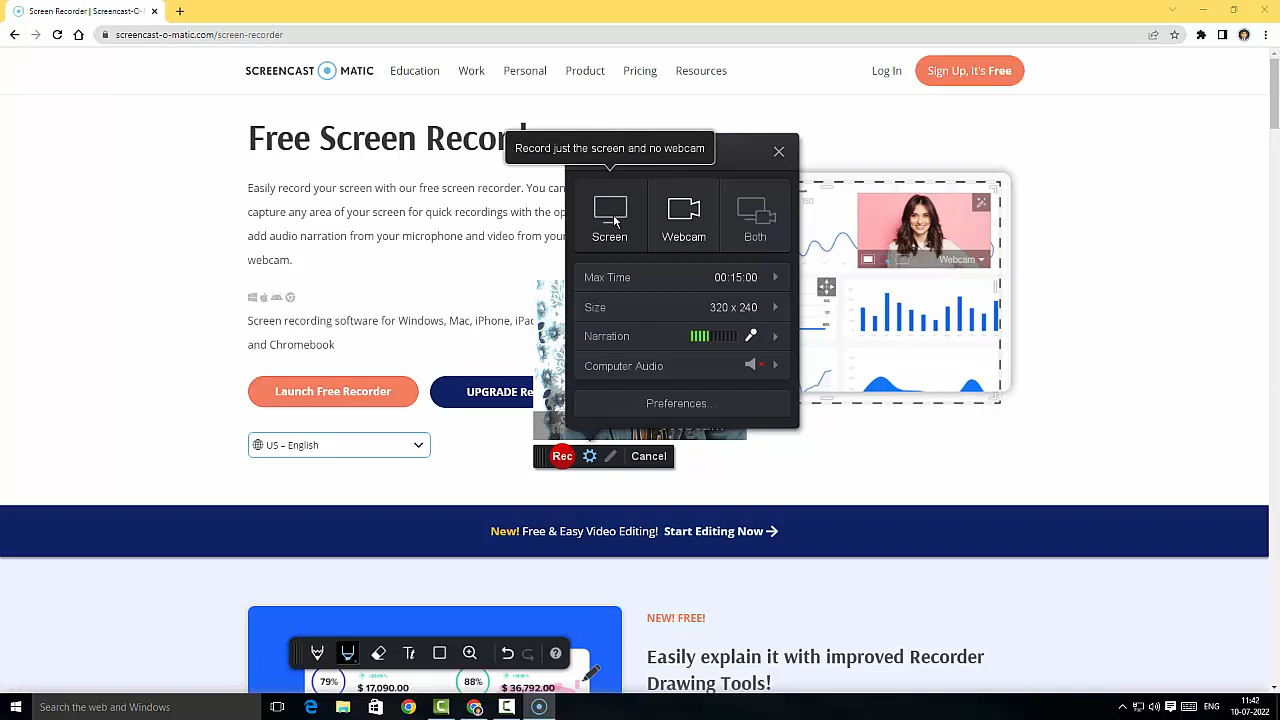 Screen Recorder | Screencast-O-
screencast-o-matic.com/screen-recorder
SCREENCAST MATIC
Education
Work
Personal
Product
Pricing
Resources
Log In
Sign Up, It's Free
Free Screen Recor
Record just the screen and no webcam
Easily record your screen with our free screen recorder. You can
capture any area of your screen for quick recordings with the op
add audio narration from your microphone and video from your
webcam.
Screen recording software for Windows, Mac, iPhone, iPa
and Chromebook
Launch Free Recorder
UPGRADE Re
US – English
Screen
Webcam
Both
Max Time 00:15:00
Size 320 x 240
Narration
Computer Audio
Preferences...
Rec
Cancel
150
Webcam
New! Free & Easy Video Editing! Start Editing Now
NEW! FREE!
Easily explain it with improved Recorder
Drawing Tools!
Tt
79%
$ 17,090.00
88%
$ 36,792.00
Search the web and Windows
ENG
11:42
10-07-2022